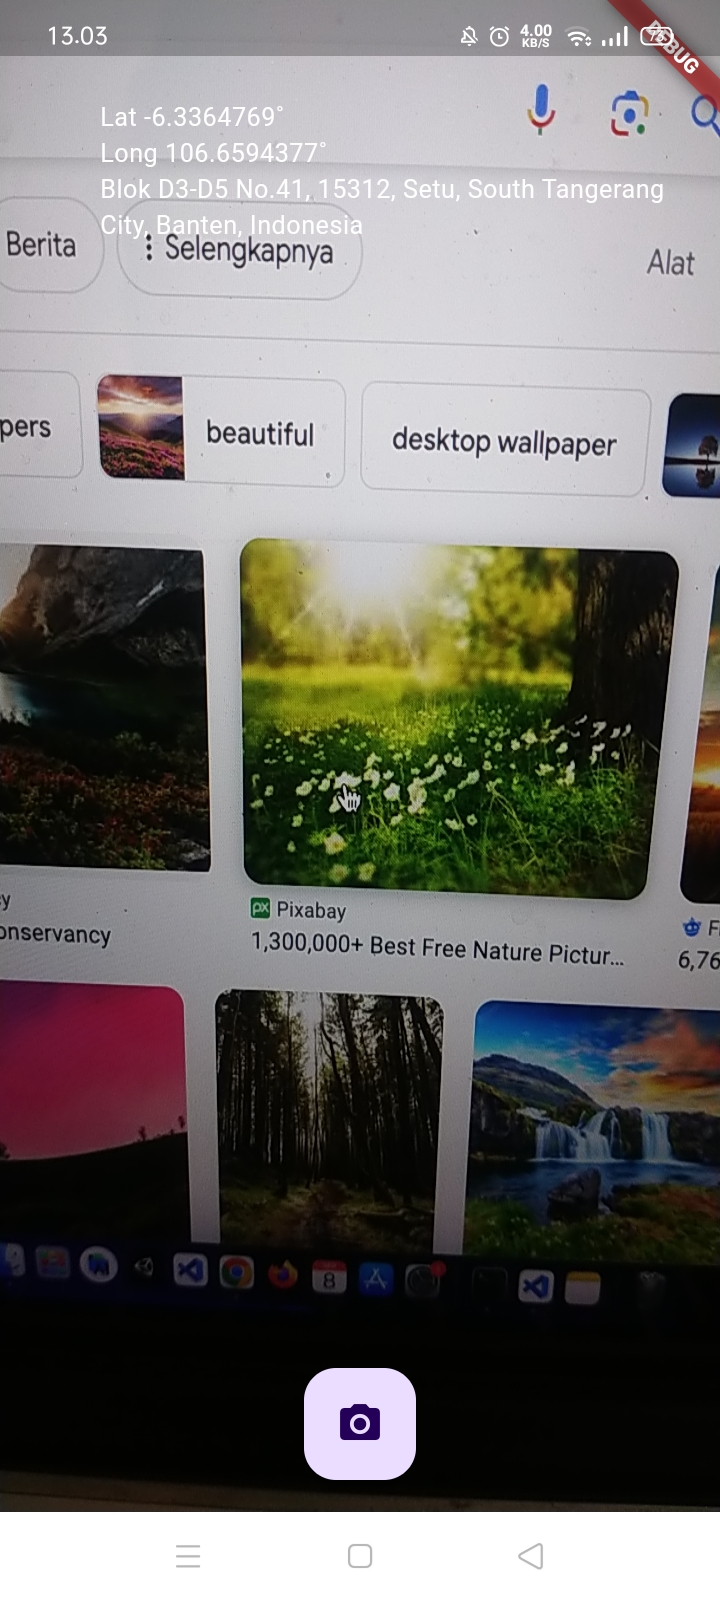 13.03
4.00
KB/S
73
DEBUG
Lat -6.3364769°
Long 106.6594377°
Blok D3-D5 No.41, 15312, Setu, South Tangerang
City, Banten, Indonesia
Berita
Selengkapnya
Alat
pers
beautiful
desktop wallpaper
px Pixabay
1,300,000+ Best Free Nature Pictur...
onservancy
6,76
8